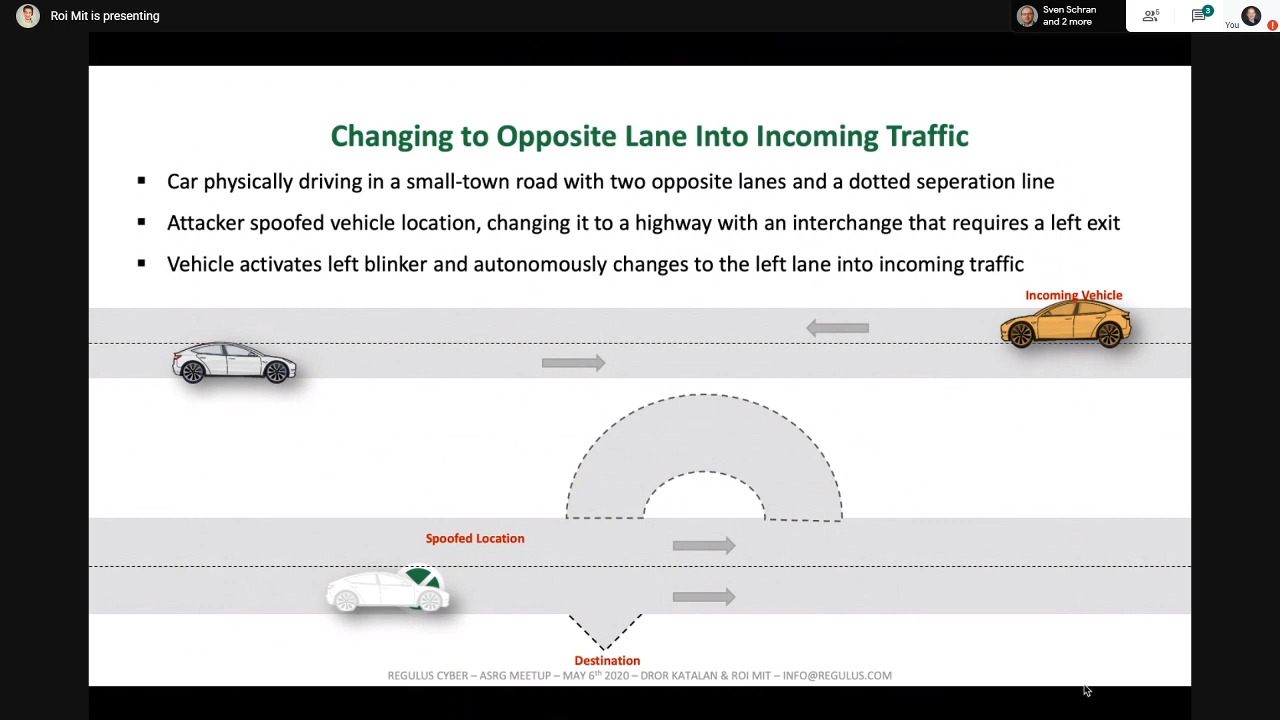 Roi Mit is presenting
Sven Schran
and 2 more
5
3
You
Changing to Opposite Lane Into Incoming Traffic
▪ Car physically driving in a small-town road with two opposite lanes and a dotted seperation line
▪ Attacker spoofed vehicle location, changing it to a highway with an interchange that requires a left exit
▪ Vehicle activates left blinker and autonomously changes to the left lane into incoming traffic
Incoming Vehicle
Spoofed Location
Destination
REGULUS CYBER – ASRG MEETUP – MAY 6th 2020 – DROR KATALAN & ROI MIT – INFO@REGULUS.COM